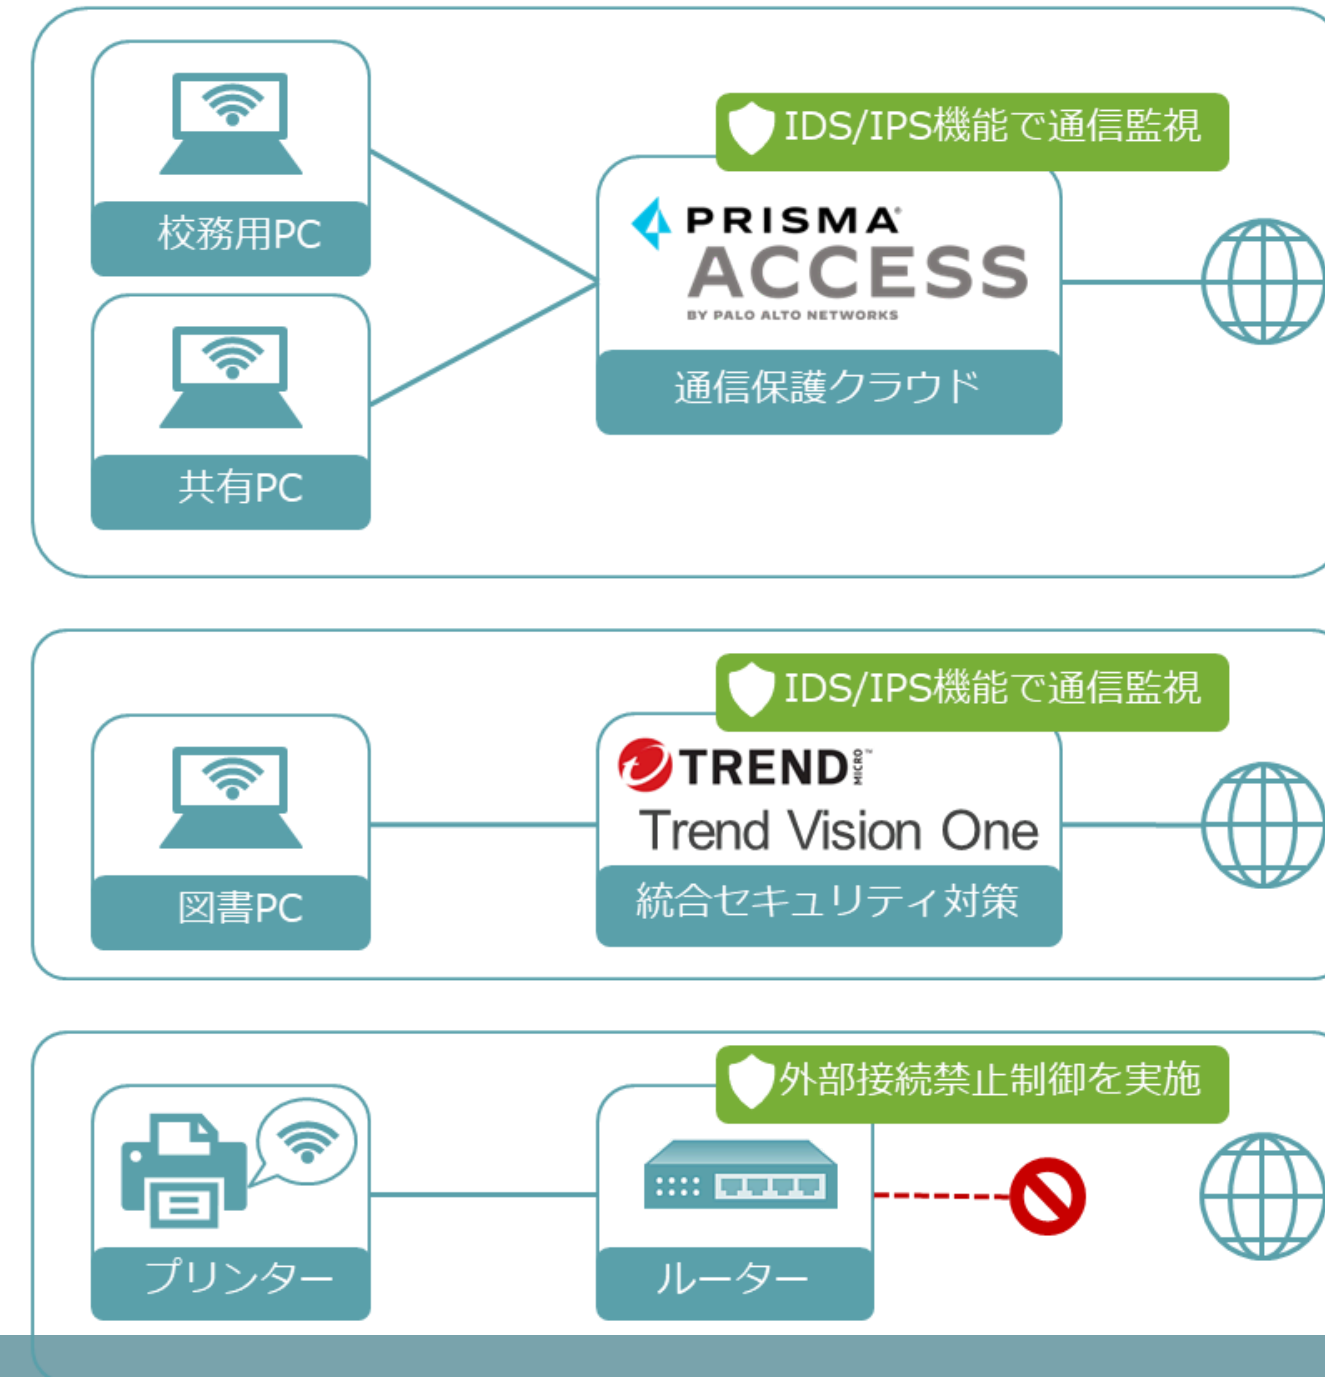 IDS/IPS機能で通信監視
校務用PC
PRISMA
ACCESS
BY PALO ALTO NETWORKS
通信保護クラウド
共有PC
IDS/IPS機能で通信監視
TREND MICRO™
Trend Vision One
図書PC
統合セキュリティ対策
外部接続禁止制御を実施
プリンター
ルーター